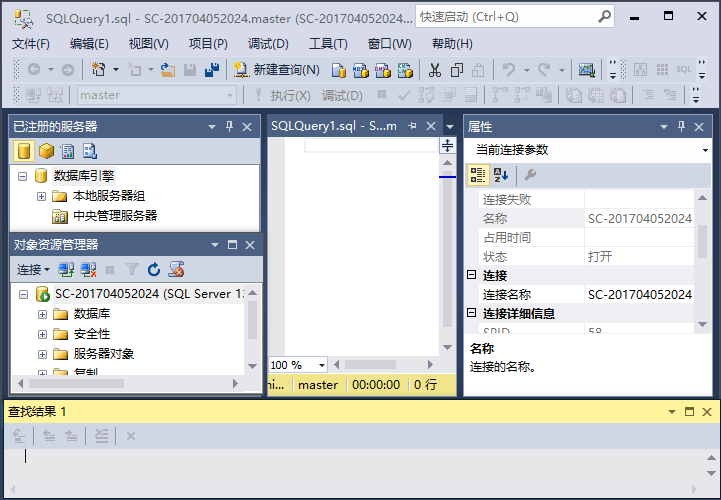 SQLQuery1.sql - SC-201704052024.master (SC-201704052024...
快速启动 (Ctrl+Q)
文件(F) 编辑(E) 视图(V) 项目(P) 调试(D) 工具(T) 窗口(W) 帮助(H)
新建查询(N)
SQL
master 执行(X) 调试(D)
已注册的服务器
数据库引擎
本地服务器组
中央管理服务器
对象资源管理器
连接
SC-201704052024 (SQL Server 1
数据库
安全性
服务器对象
复制
SQLQuery1.sql - S...m
100 %
master 00:00:00 0 行
属性
当前连接参数
连接失败
名称 SC-201704052024
占用时间
状态 打开
连接
连接名称 SC-201704052024
连接详细信息
SPID 58
名称
连接的名称。
查找结果 1